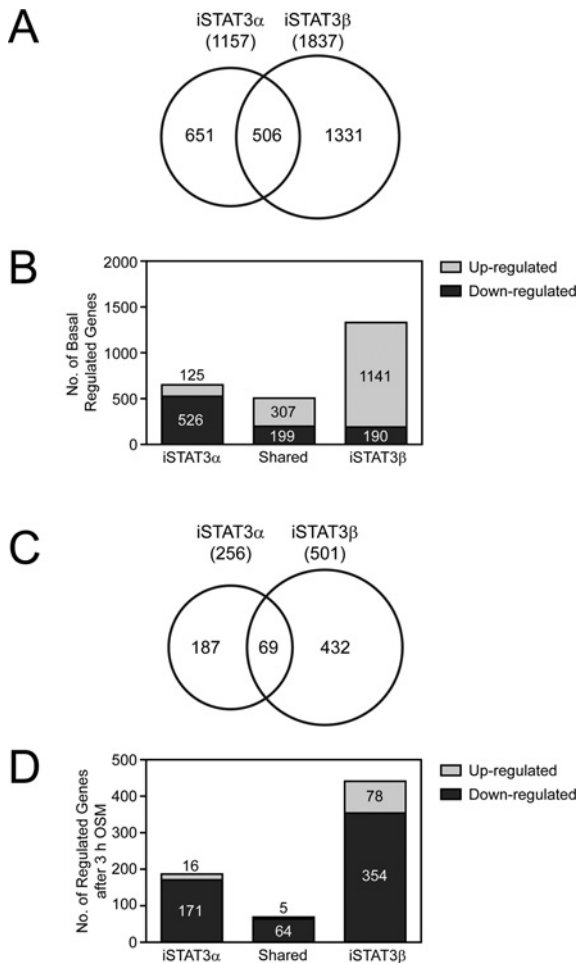 A
iSTAT3α iSTAT3β
(1157) (1837)
651 506 1331
B
No. of Basal
Regulated Genes
2000
1500
1000
500
0
125
526
307
199
1141
190
iSTAT3α Shared iSTAT3β
Up-regulated
Down-regulated
C
iSTAT3α iSTAT3β
(256) (501)
187 69 432
D
No. of Regulated Genes
after 3 h OSM
500
400
300
200
100
0
16
171
5
64
78
354
iSTAT3α Shared iSTAT3β
Up-regulated
Down-regulated